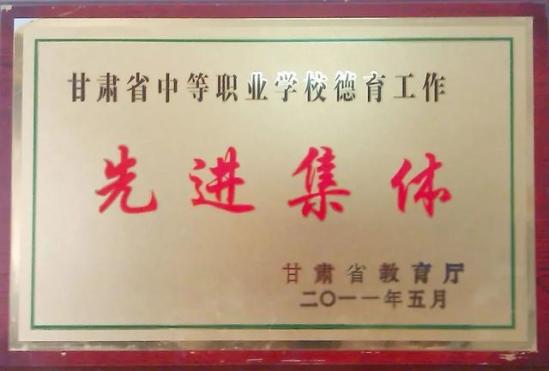 甘肃省中等职业学校德育工作
先进集体
甘肃省教育厅
二〇一一年五月